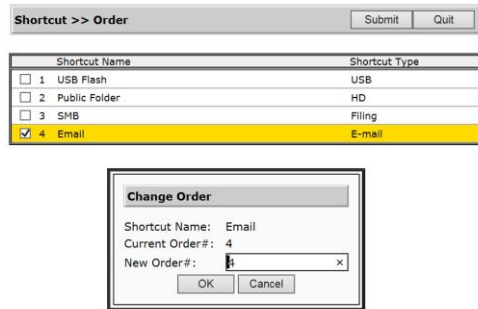 Shortcut >> Order Submit Quit
Shortcut Name Shortcut Type
1 USB Flash USB
2 Public Folder HD
3 SMB Filing
4 Email E-mail
Change Order
Shortcut Name: Email
Current Order#: 4
New Order#: 4 ×
OK Cancel